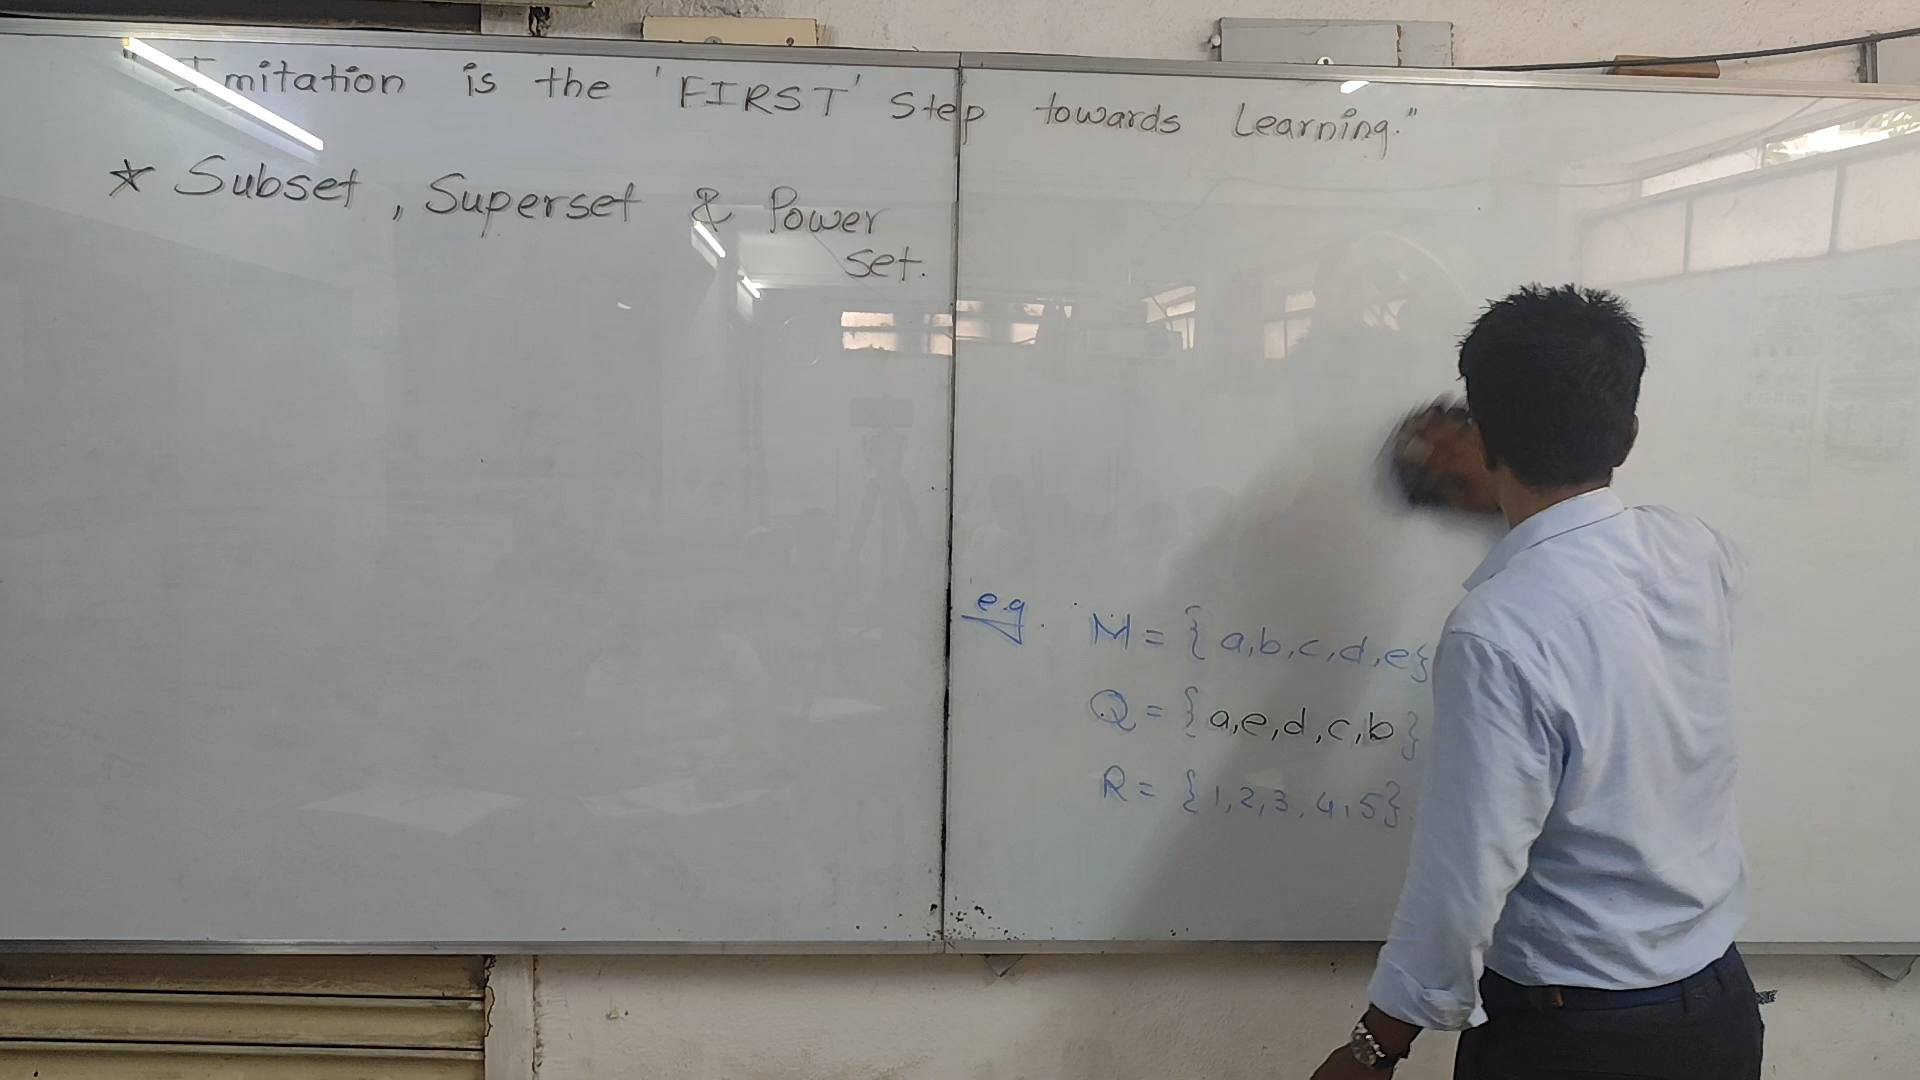 "Imitation is the 'FIRST' Step towards Learning."
* Subset, Superset & Power
set.
e.g. M = {a,b,c,d,e}
Q = {a,e,d,c,b}
R = {1,2,3,4,5}